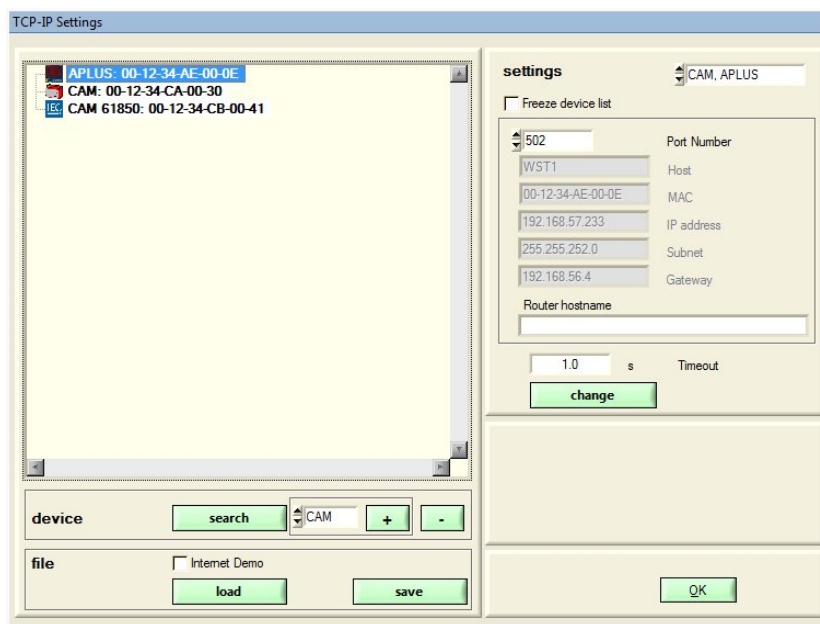 TCP-IP Settings
APLUS: 00-12-34-AE-00-0E
CAM: 00-12-34-CA-00-30
IEC CAM 61850: 00-12-34-CB-00-41
device search CAM + -
file Internet Demo
load save
settings CAM, APLUS
Freeze device list
502 Port Number
WST1 Host
00-12-34-AE-00-0E MAC
192.168.57.233 IP address
255.255.252.0 Subnet
192.168.56.4 Gateway
Router hostname
1.0 s Timeout
change
OK